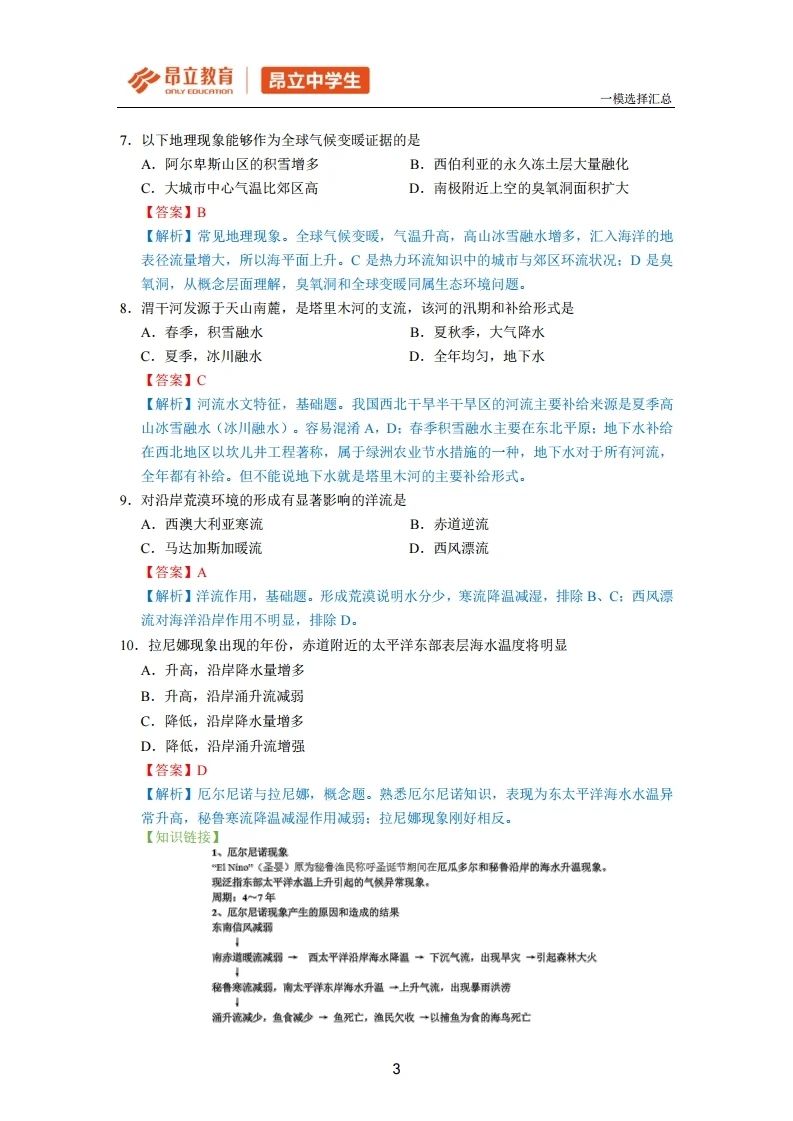 昂立教育
ONLY EDUCATION
昂立中学生
一模选择汇总
7．以下地理现象能够作为全球气候变暖证据的是
A．阿尔卑斯山区的积雪增多 B．西伯利亚的永久冻土层大量融化
C．大城市中心气温比郊区高 D．南极附近上空的臭氧洞面积扩大
【答案】B
【解析】常见地理现象。全球气候变暖，气温升高，高山冰雪融水增多，汇入海洋的地
表径流量增大，所以海平面上升。C 是热力环流知识中的城市与郊区环流状况；D 是臭
氧洞，从概念层面理解，臭氧洞和全球变暖同属生态环境问题。
8．渭干河发源于天山南麓，是塔里木河的支流，该河的汛期和补给形式是
A．春季，积雪融水 B．夏秋季，大气降水
C．夏季，冰川融水 D．全年均匀，地下水
【答案】C
【解析】河流水文特征，基础题。我国西北干旱半干旱区的河流主要补给来源是夏季高
山冰雪融水（冰川融水）。容易混淆 A，D；春季积雪融水主要在东北平原；地下水补给
在西北地区以坎儿井工程著称，属于绿洲农业节水措施的一种，地下水对于所有河流，
全年都有补给。但不能说地下水就是塔里木河的主要补给形式。
9．对沿岸荒漠环境的形成有显著影响的洋流是
A．西澳大利亚寒流 B．赤道逆流
C．马达加斯加暖流 D．西风漂流
【答案】A
【解析】洋流作用，基础题。形成荒漠说明水分少，寒流降温减湿，排除 B、C；西风漂
流对海洋沿岸作用不明显，排除 D。
10．拉尼娜现象出现的年份，赤道附近的太平洋东部表层海水温度将明显
A．升高，沿岸降水量增多
B．升高，沿岸涌升流减弱
C．降低，沿岸降水量增多
D．降低，沿岸涌升流增强
【答案】D
【解析】厄尔尼诺与拉尼娜，概念题。熟悉厄尔尼诺知识，表现为东太平洋海水水温异
常升高，秘鲁寒流降温减湿作用减弱；拉尼娜现象刚好相反。
【知识链接】
1、厄尔尼诺现象
“El Nino”（圣婴）原为秘鲁渔民称呼圣诞节期间在厄瓜多尔和秘鲁沿岸的海水升温现象。
现泛指东部太平洋水温上升引起的气候异常现象。
周期：4～7 年
2、厄尔尼诺现象产生的原因和造成的结果
东南信风减弱
↓
南赤道暖流减弱 → 西太平洋沿岸海水降温 → 下沉气流，出现旱灾 →引起森林大火
↓
秘鲁寒流减弱，南太平洋东岸海水升温 →上升气流，出现暴雨洪涝
↓
涌升流减少：鱼食减少 → 鱼死亡，渔民欠收 →以捕鱼为食的海鸟死亡
3